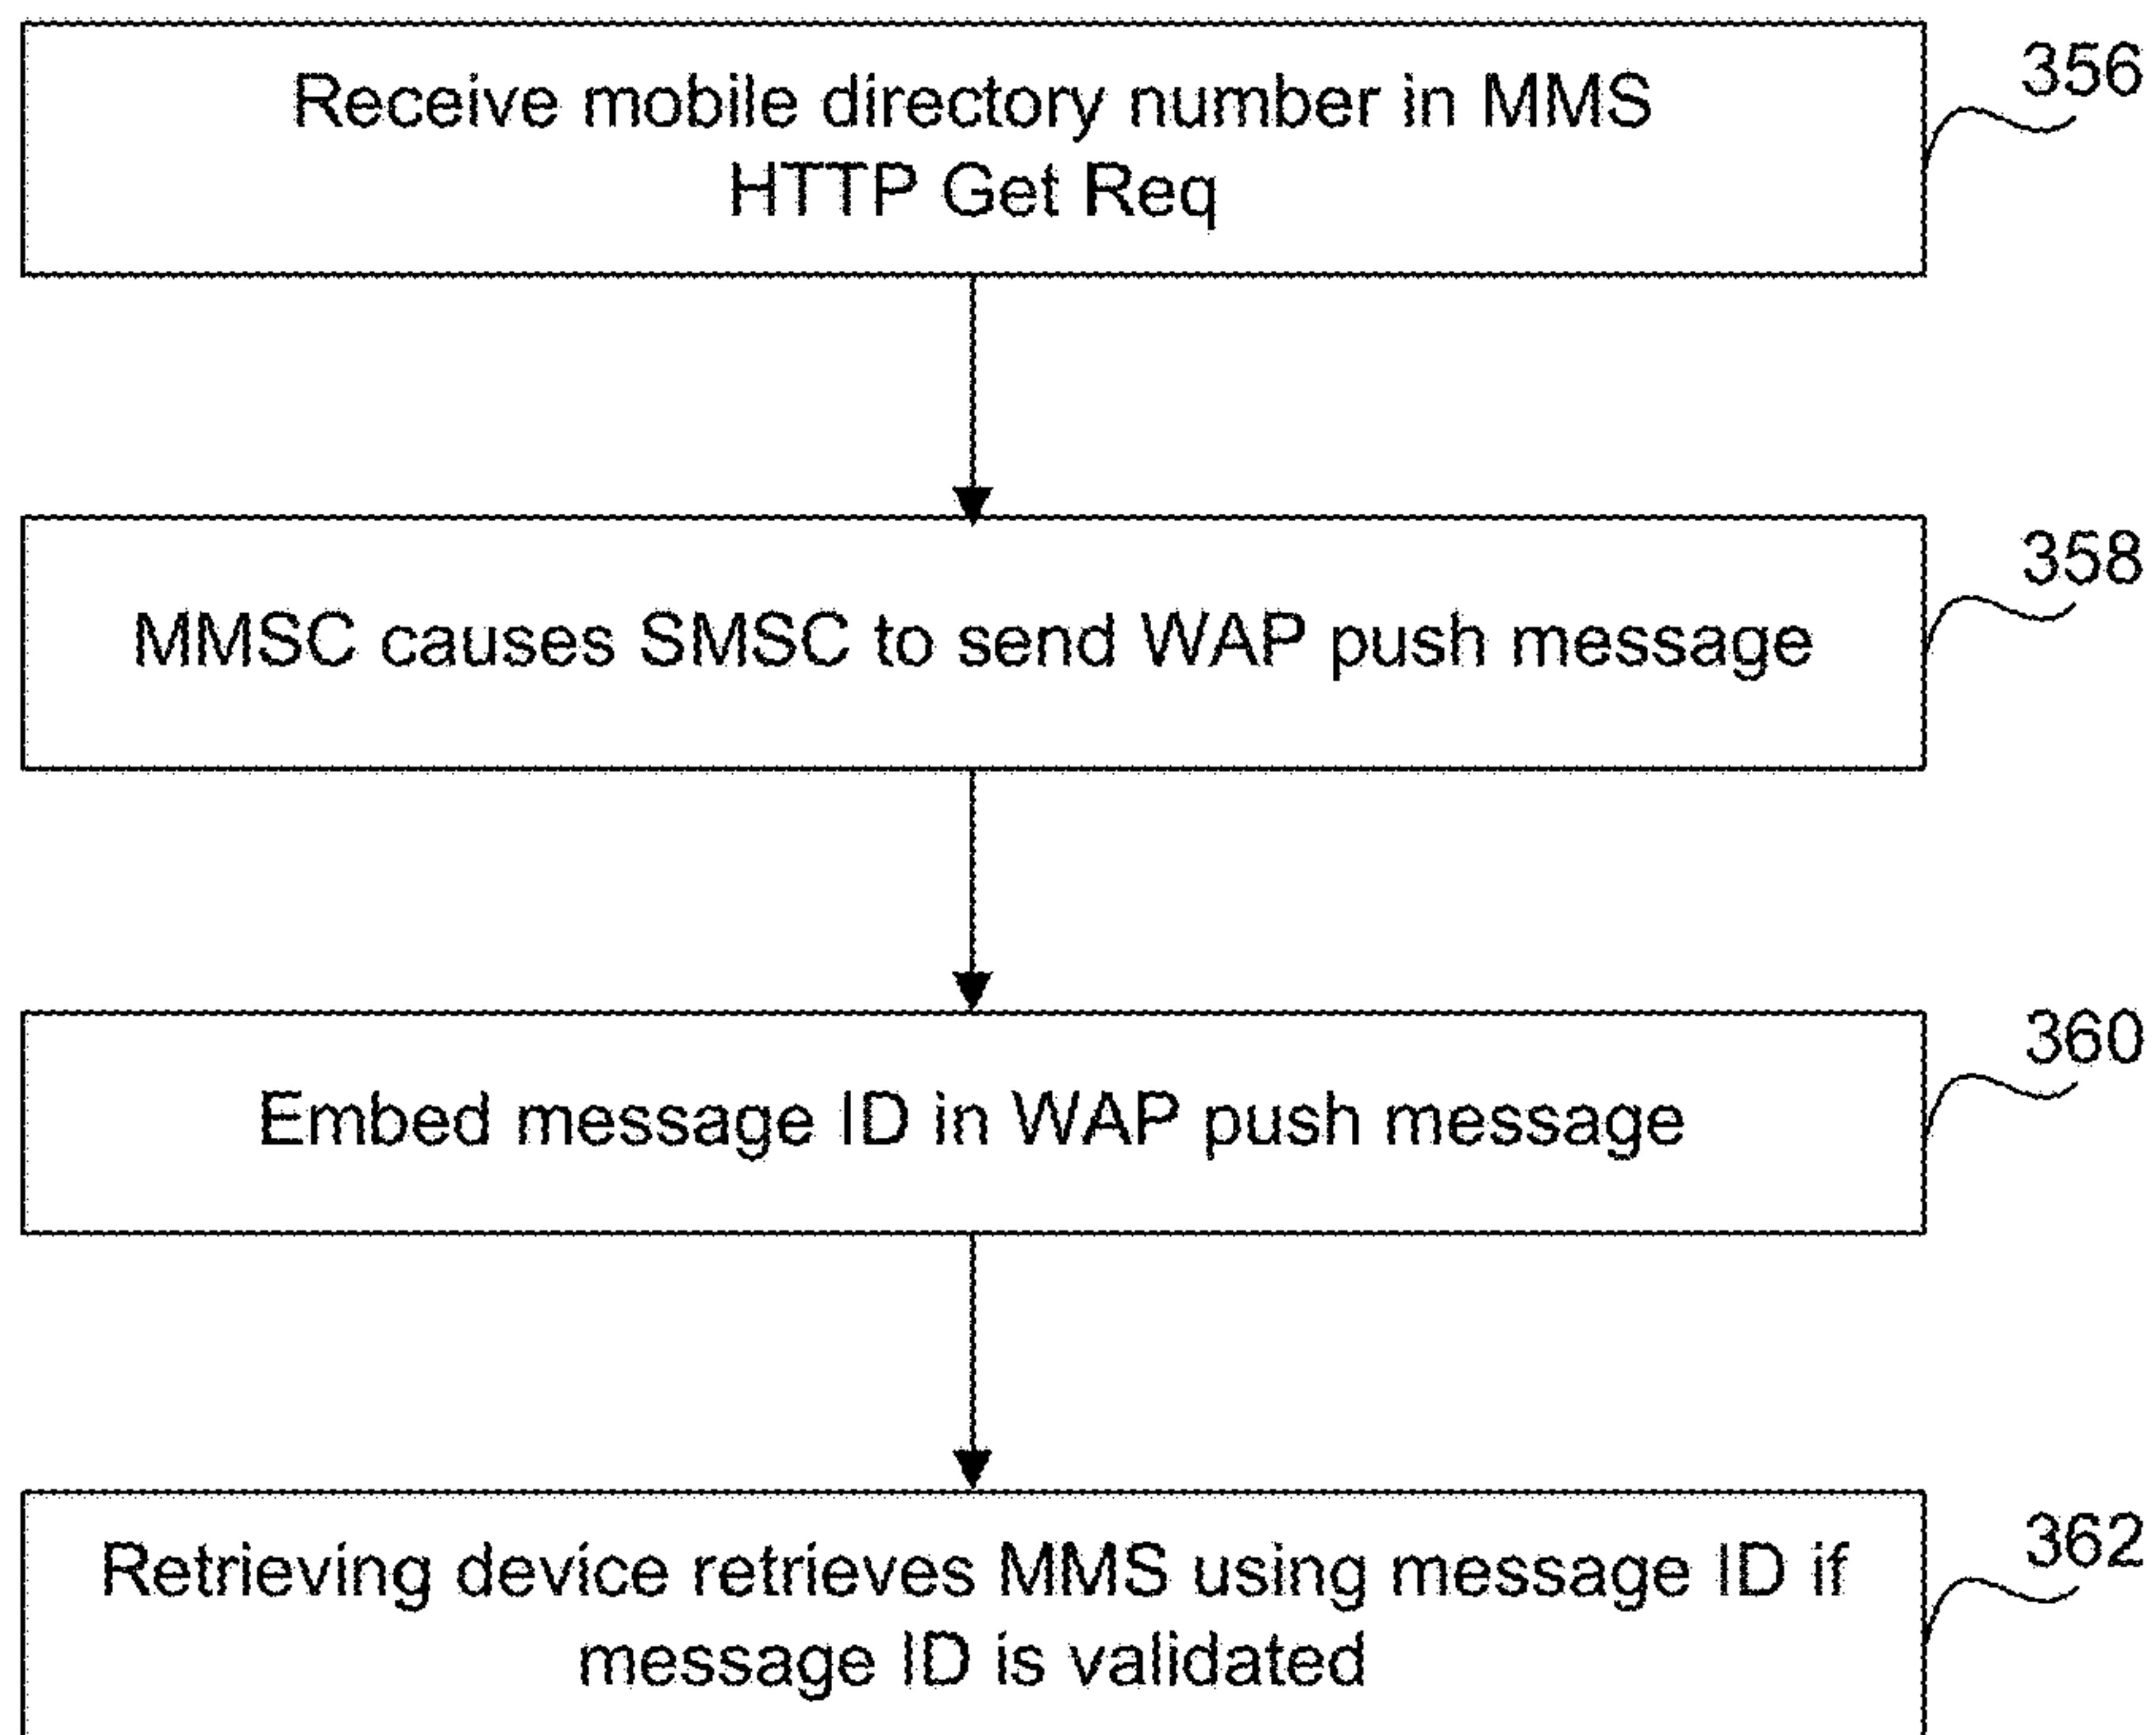 Receive mobile directory number in MMS
HTTP Get Req
356
MMSC causes SMSC to send WAP push message
358
Embed message ID in WAP push message
360
Retrieving device retrieves MMS using message ID if
message ID is validated
362